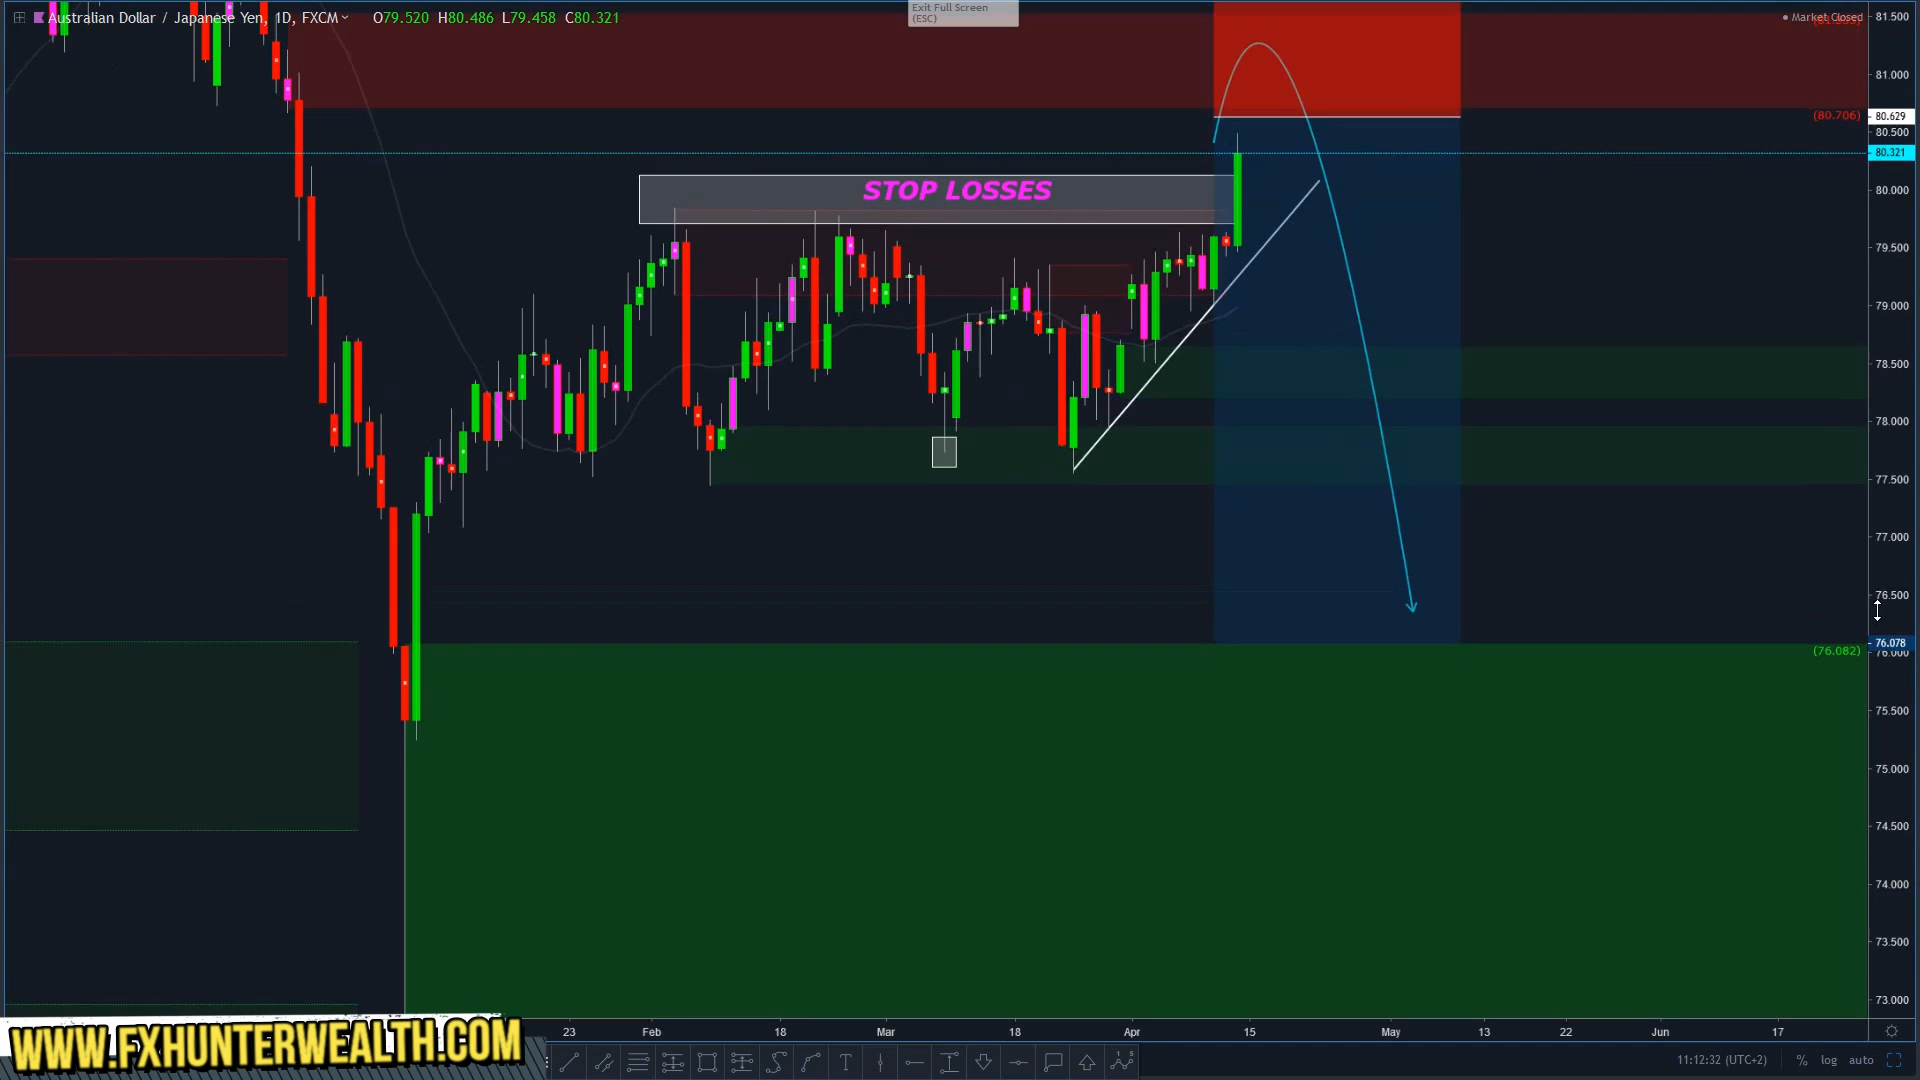 Australian Dollar / Japanese Yen, 1D, FXCM O79.520 H80.486 L79.458 C80.321
Exit Full Screen
(ESC)
Market Closed
81.500
81.000
(80.706)
80.629
80.500
80.321
STOP LOSSES
80.000
79.500
79.000
78.500
78.000
77.500
77.000
76.500
76.078
(76.082)
76.000
75.500
75.000
74.500
74.000
73.500
73.000
23 Feb 18 Mar 18 Apr 15 May 13 22 Jun 17
WWW.FXHUNTERWEALTH.COM
T
11:12:32 (UTC+2) % log auto